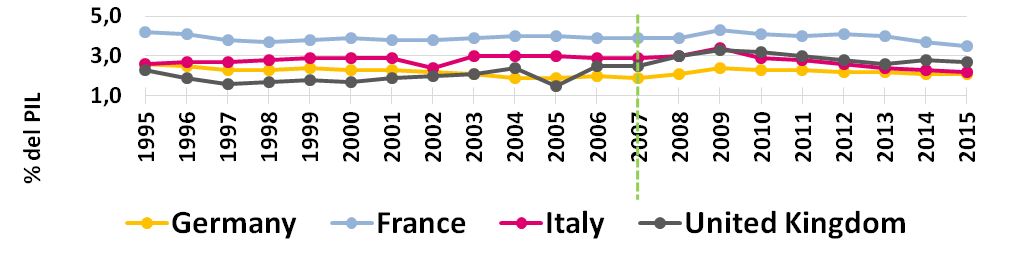 5,0
3,0
1,0
% del PIL
1995 1996 1997 1998 1999 2000 2001 2002 2003 2004 2005 2006 2007 2008 2009 2010 2011 2012 2013 2014 2015
Germany France Italy United Kingdom